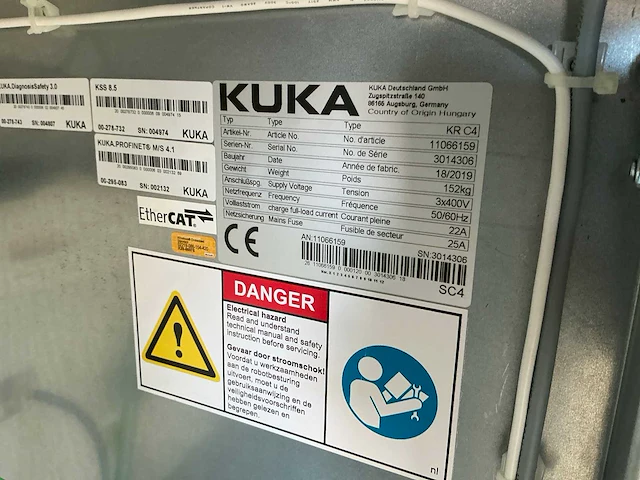 KUKA.DiagnosisSafety 3.0
00-278-743 SN: 004807 KUKA
KSS 8.5
00-278-732 SN: 004974 KUKA
KUKA.PROFINET® M/S 4.1
00-295-083 SN: 002132 KUKA
EtherCAT
KUKA
KUKA Deutschland GmbH
Zugspitzstraße 140
86165 Augsburg, Germany
Country of Origin Hungary
Typ Type Type KR C4
Artikel-Nr. Article No. No. d'article 11066159
Serien-Nr. Serial No. No. de Série 3014306
Baujahr Date Année de fabric. 18/2019
Gewicht Weight Poids 152kg
Anschlußspg. Supply Voltage Tension 3x400V
Netzfrequenz Frequency Fréquence 50/60Hz
Vollaststrom charge full-load current Courant pleine 22A
Netzsicherung Mains Fuse Fusible de secteur 25A
CE
AN:11066159 SN:3014306
SC4
DANGER
Electrical hazard
Read and understand
technical manual and safety
instruction before servicing.
Gevaar door stroomschok!
Voordat u werkzaamheden
aan de robotbesturing
uitvoert, moet u de
gebruiksaanwijzing en de
veiligheidsvoorschriften
hebben gelezen en
begrepen.
nl